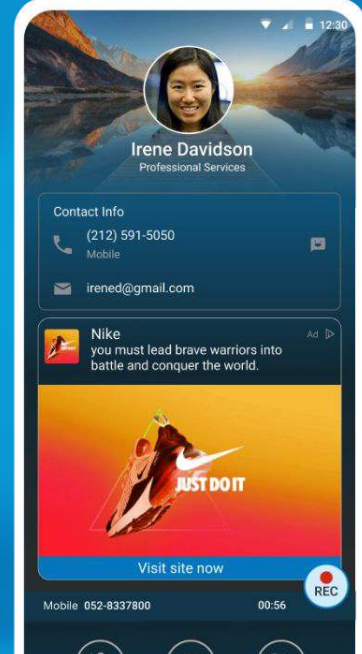 12:30
Irene Davidson
Professional Services
Contact Info
(212) 591-5050
Mobile
irened@gmail.com
Nike
Ad
you must lead brave warriors into
battle and conquer the world.
JUST DO IT
Visit site now
REC
Mobile 052-8337800
00:56